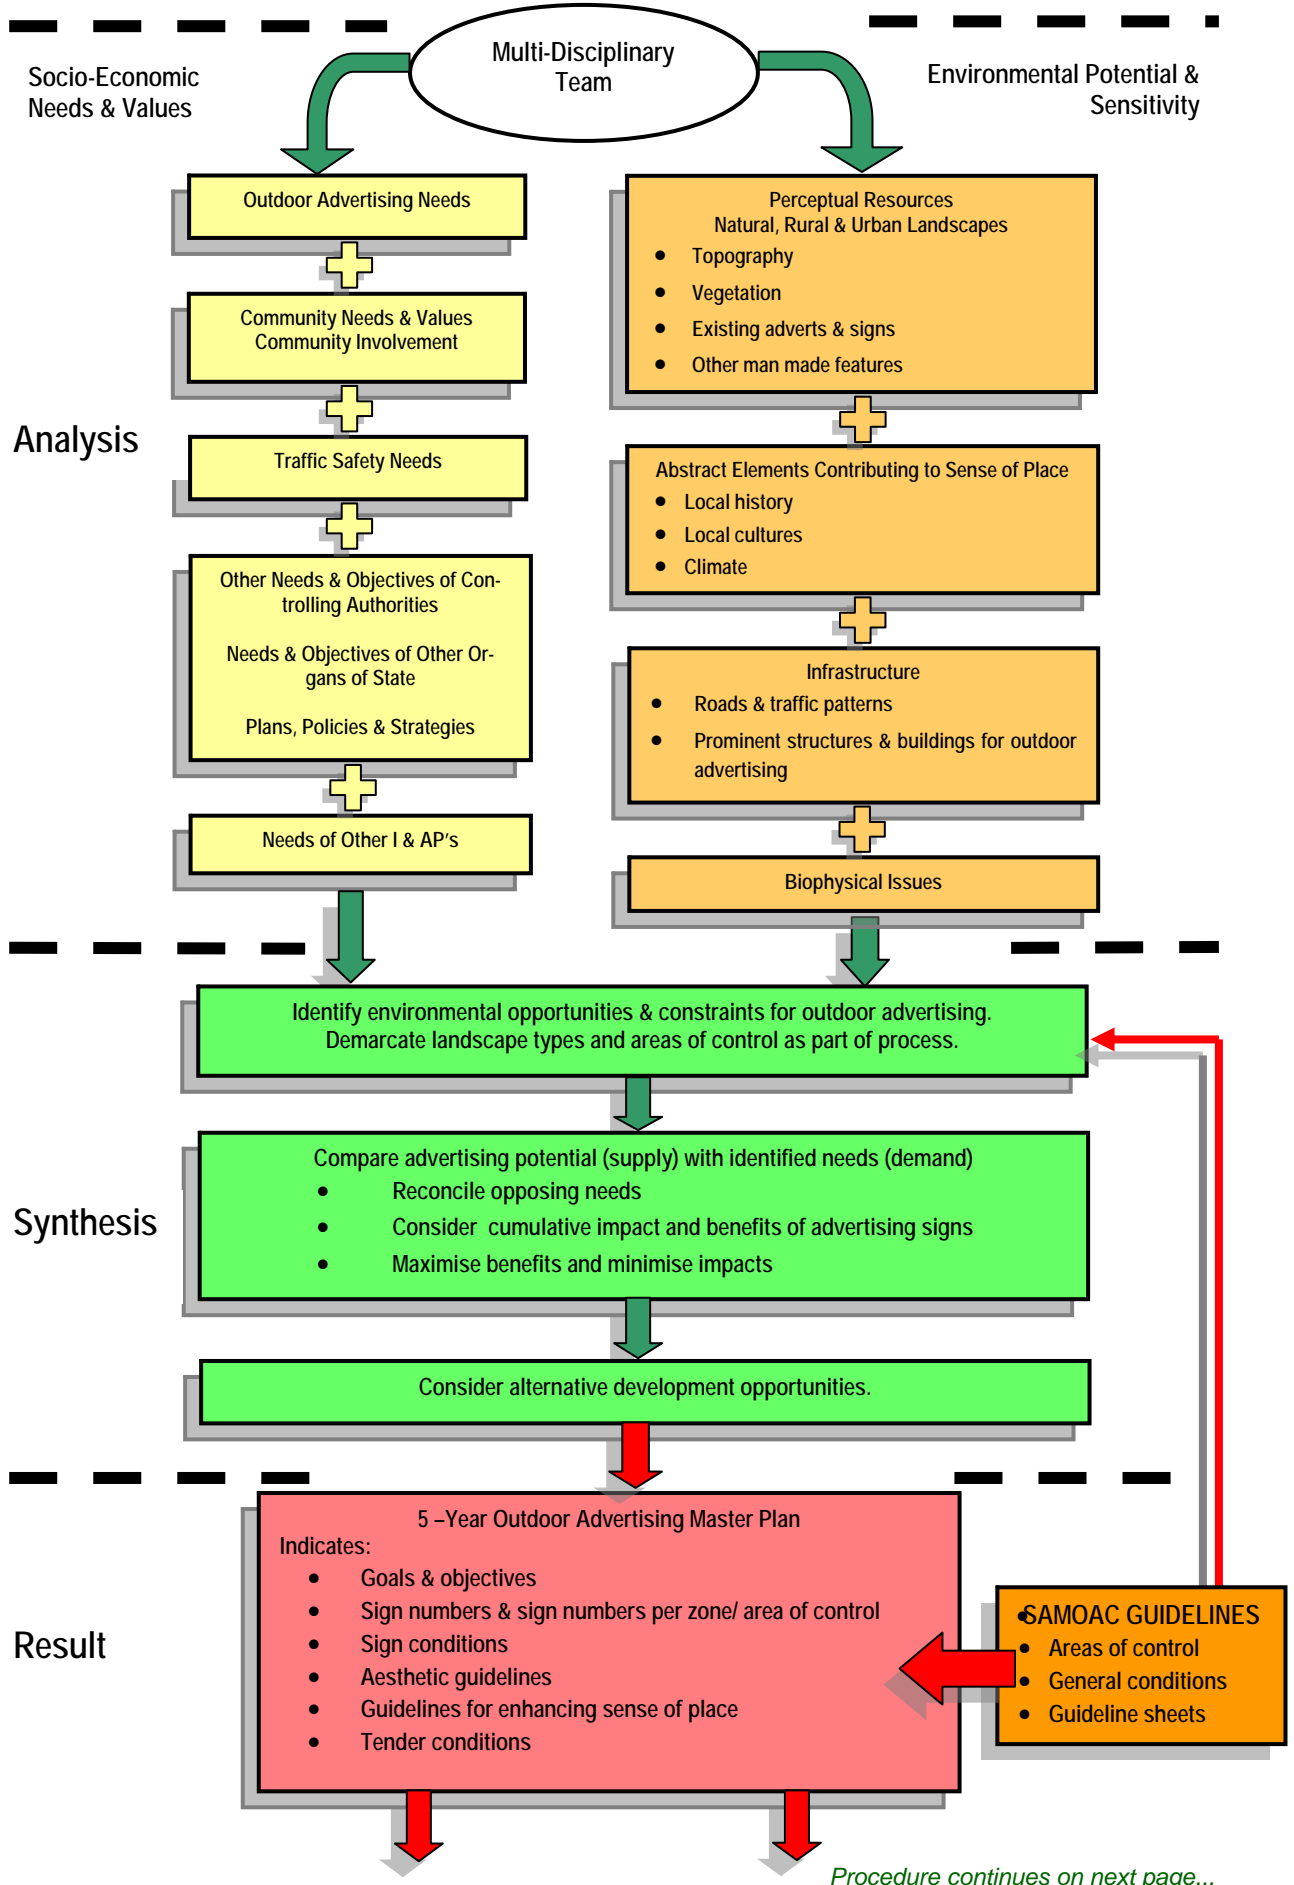 Multi-Disciplinary
Team
Socio-Economic
Needs & Values
Environmental Potential &
Sensitivity
Analysis
Outdoor Advertising Needs
Community Needs & Values
Community Involvement
Traffic Safety Needs
Other Needs & Objectives of Con-
trolling Authorities
Needs & Objectives of Other Or-
gans of State
Plans, Policies & Strategies
Needs of Other I & AP's
Perceptual Resources
Natural, Rural & Urban Landscapes
• Topography
• Vegetation
• Existing adverts & signs
• Other man made features
Abstract Elements Contributing to Sense of Place
• Local history
• Local cultures
• Climate
Infrastructure
• Roads & traffic patterns
• Prominent structures & buildings for outdoor
advertising
Biophysical Issues
Synthesis
Identify environmental opportunities & constraints for outdoor advertising.
Demarcate landscape types and areas of control as part of process.
Compare advertising potential (supply) with identified needs (demand)
• Reconcile opposing needs
• Consider cumulative impact and benefits of advertising signs
• Maximise benefits and minimise impacts
Consider alternative development opportunities.
Result
5 –Year Outdoor Advertising Master Plan
Indicates:
• Goals & objectives
• Sign numbers & sign numbers per zone/ area of control
• Sign conditions
• Aesthetic guidelines
• Guidelines for enhancing sense of place
• Tender conditions
• SAMOAC GUIDELINES
• Areas of control
• General conditions
• Guideline sheets
Procedure continues on next page...